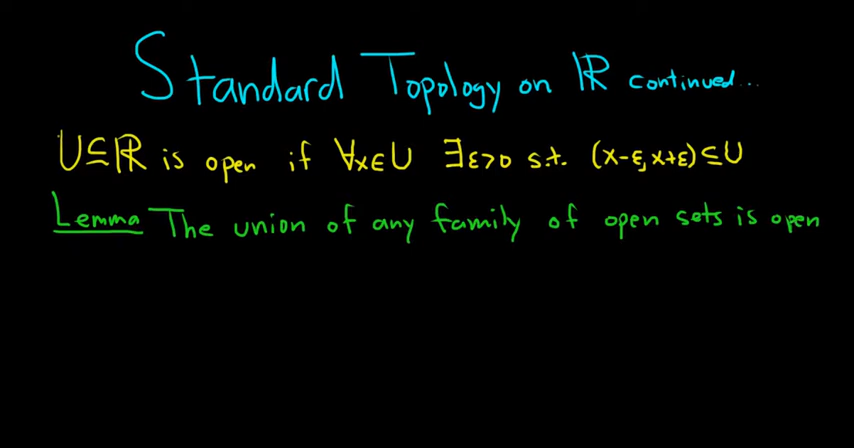 Standard Topology on ℝ continued...
U⊆ℝ is open if ∀x∈U ∃ε>0 s.t. (x-ε, x+ε)⊆U
Lemma The union of any family of open sets is open